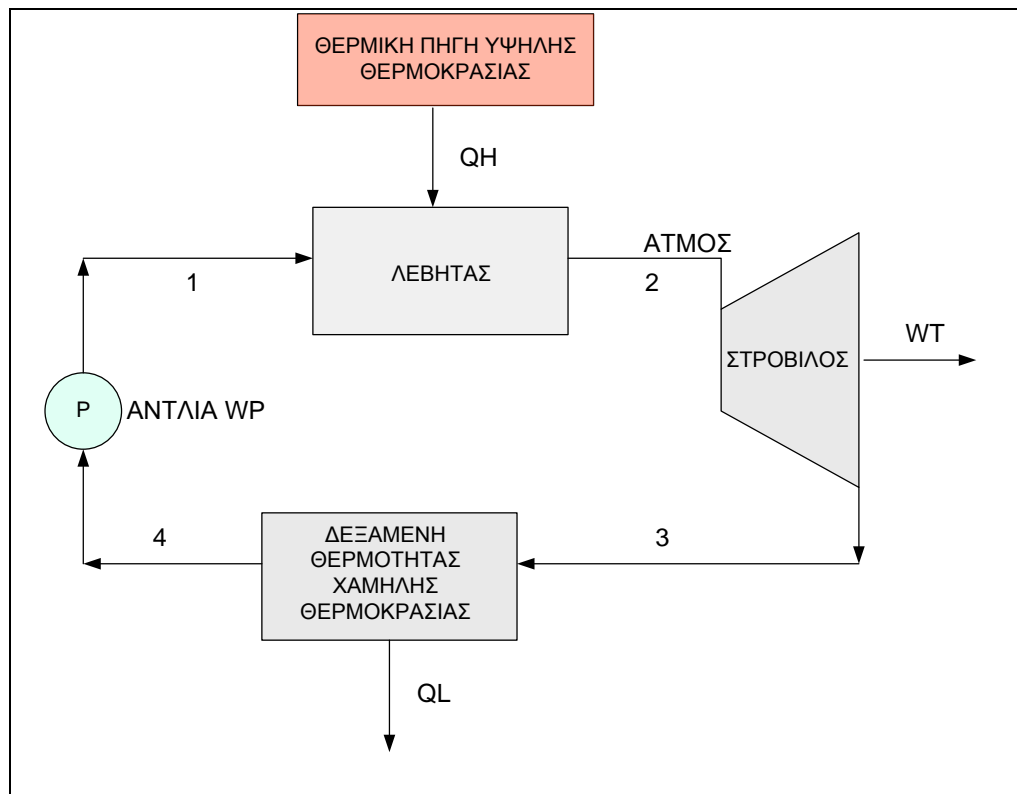 ΘΕΡΜΙΚΗ ΠΗΓΗ ΥΨΗΛΗΣ
ΘΕΡΜΟΚΡΑΣΙΑΣ
QH
ΑΤΜΟΣ
1
ΛΕΒΗΤΑΣ
2
ΣΤΡΟΒΙΛΟΣ
WT
P
ΑΝΤΛΙΑ WP
4
ΔΕΞΑΜΕΝΗ
ΘΕΡΜΟΤΗΤΑΣ
ΧΑΜΗΛΗΣ
ΘΕΡΜΟΚΡΑΣΙΑΣ
3
QL